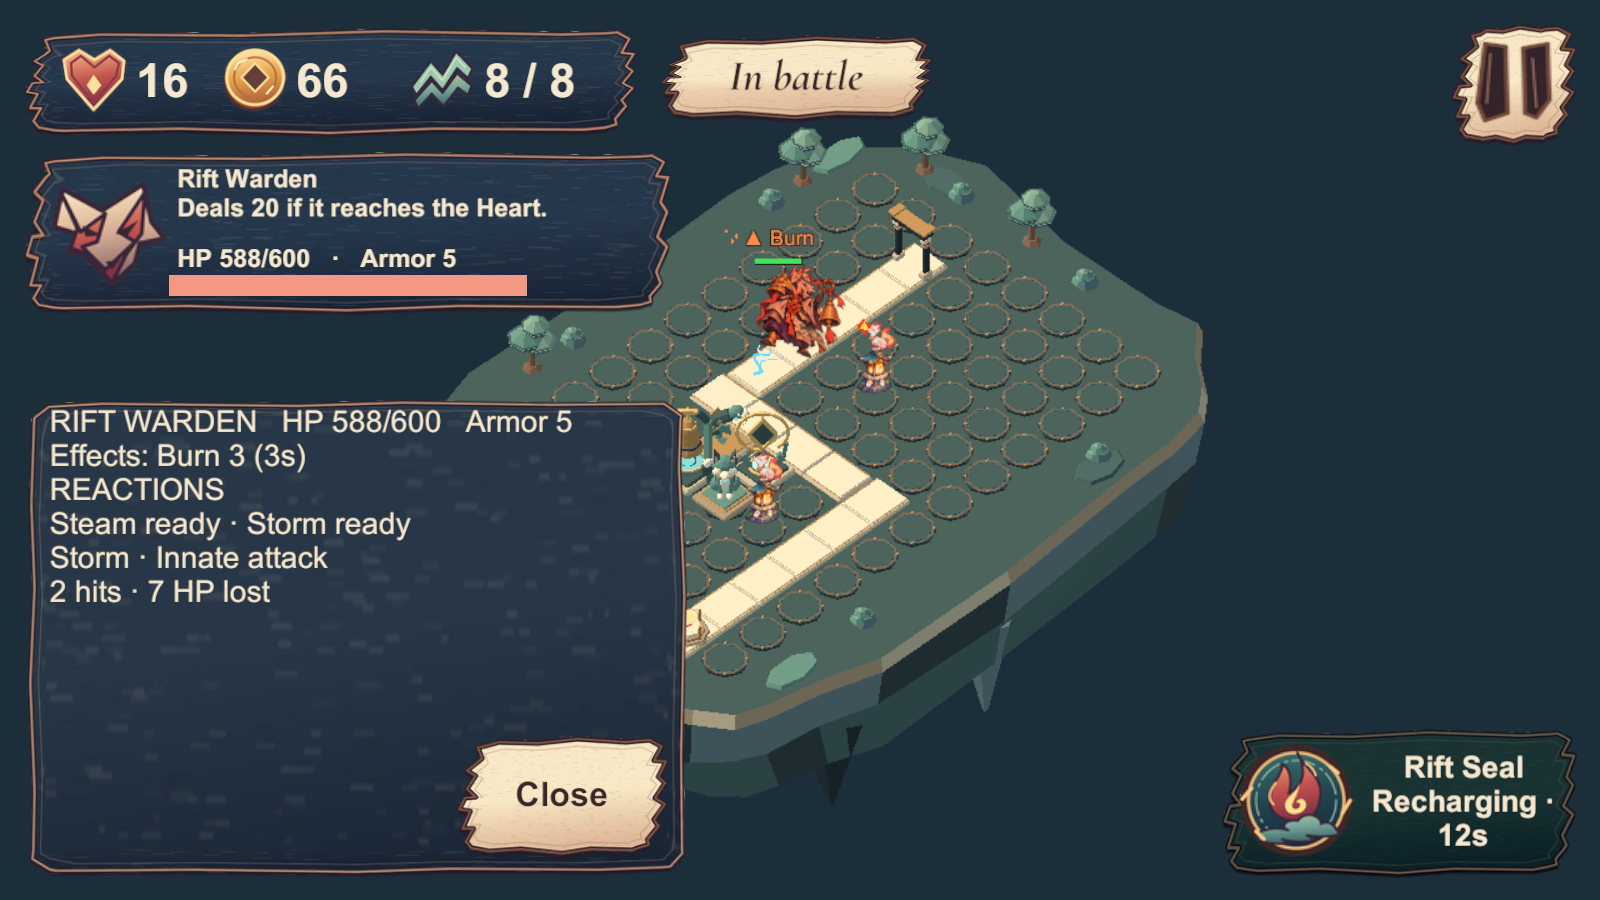 16
66
8 / 8
In battle
Rift Warden
Deals 20 if it reaches the Heart.
HP 588/600 · Armor 5
Burn
RIFT WARDEN HP 588/600 Armor 5
Effects: Burn 3 (3s)
REACTIONS
Steam ready · Storm ready
Storm · Innate attack
2 hits · 7 HP lost
Close
Rift Seal
Recharging ·
12s